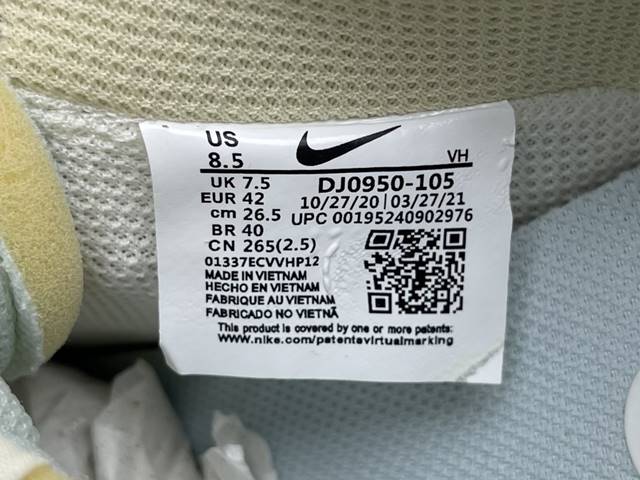 US
8.5
VH
UK 7.5
DJ0950-105
EUR 42
10/27/20 | 03/27/21
cm 26.5
UPC 00195240902976
BR 40
CN 265(2.5)
01337ECVVHP12
MADE IN VIETNAM
HECHO EN VIETNAM
FABRIQUE AU VIETNAM
FABRICADO NO VIETNÃ
This product is covered by one or more patents:
www.nike.com/patentsvirtualmarking